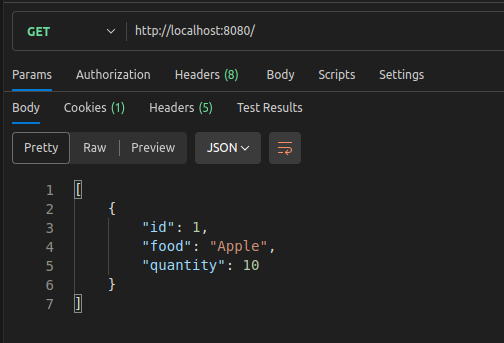 GET http://localhost:8080/
Params Authorization Headers (8) Body Scripts Settings
Body Cookies (1) Headers (5) Test Results
Pretty Raw Preview JSON
1 [
2 {
3 "id": 1,
4 "food": "Apple",
5 "quantity": 10
6 }
7 ]